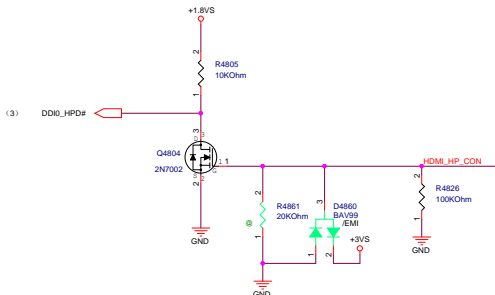 +1.8VS
2
R4805
10KOhm
1
(3) DDI0_HPD#
3
Q4804
2N7002
1
HDMI_HP_CON
2
GND
2
R4861
20KOhm
@
1
3
D4860
BAV99
/EMI
1
2
+3VS
GND
2
R4826
100KOhm
1
GND